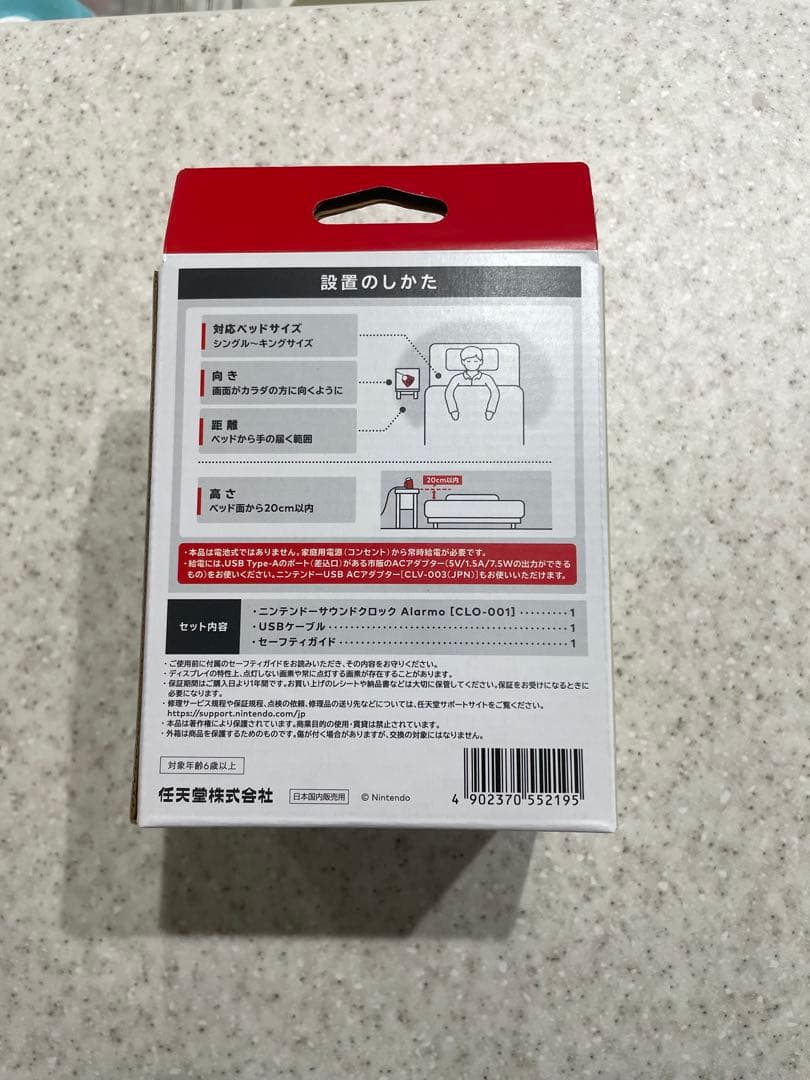 設置のしかた
対応ベッドサイズ
シングル〜キングサイズ
向き
画面がカラダの方に向くように
距離
ベッドから手の届く範囲
高さ
ベッド面から20cm以内
20cm以内
・本品は電池式ではありません。家庭用電源(コンセント)から常時給電が必要です。
・給電には、USB Type-Aのポート(差込口)がある市販のACアダプター(5V/1.5A/7.5Wの出力ができる
もの)をお使いください。ニンテンドーUSB ACアダプター[CLV-003(JPN)]もお使いいただけます。
セット内容
・ニンテンドーサウンドクロック Alarmo [CLO-001]·········1
・USBケーブル·········1
・セーフティガイド·········1
・ご使用前に付属のセーフティガイドをお読みいただき、その内容をお守りください。
・ディスプレイの特性上、点灯しない画素や常に点灯する画素が存在することがあります。
・保証期間はご購入日より1年間です。お買い上げのレシートや納品書などは大切に保管してください。保証をお受けになるときに
必要になります。
・修理サービス規程や保証規程、点検の依頼、修理品の送り先などについては、任天堂サポートサイトをご覧ください。
https://support.nintendo.com/jp
・本品は著作権により保護されています。商業目的の使用・賃貸は禁止されています。
・外箱は商品を保護するためのものです。傷が付く場合がありますが、交換の対象にはなりません。
対象年齢6歳以上
任天堂株式会社
日本国内販売用
© Nintendo
4 902370 552195